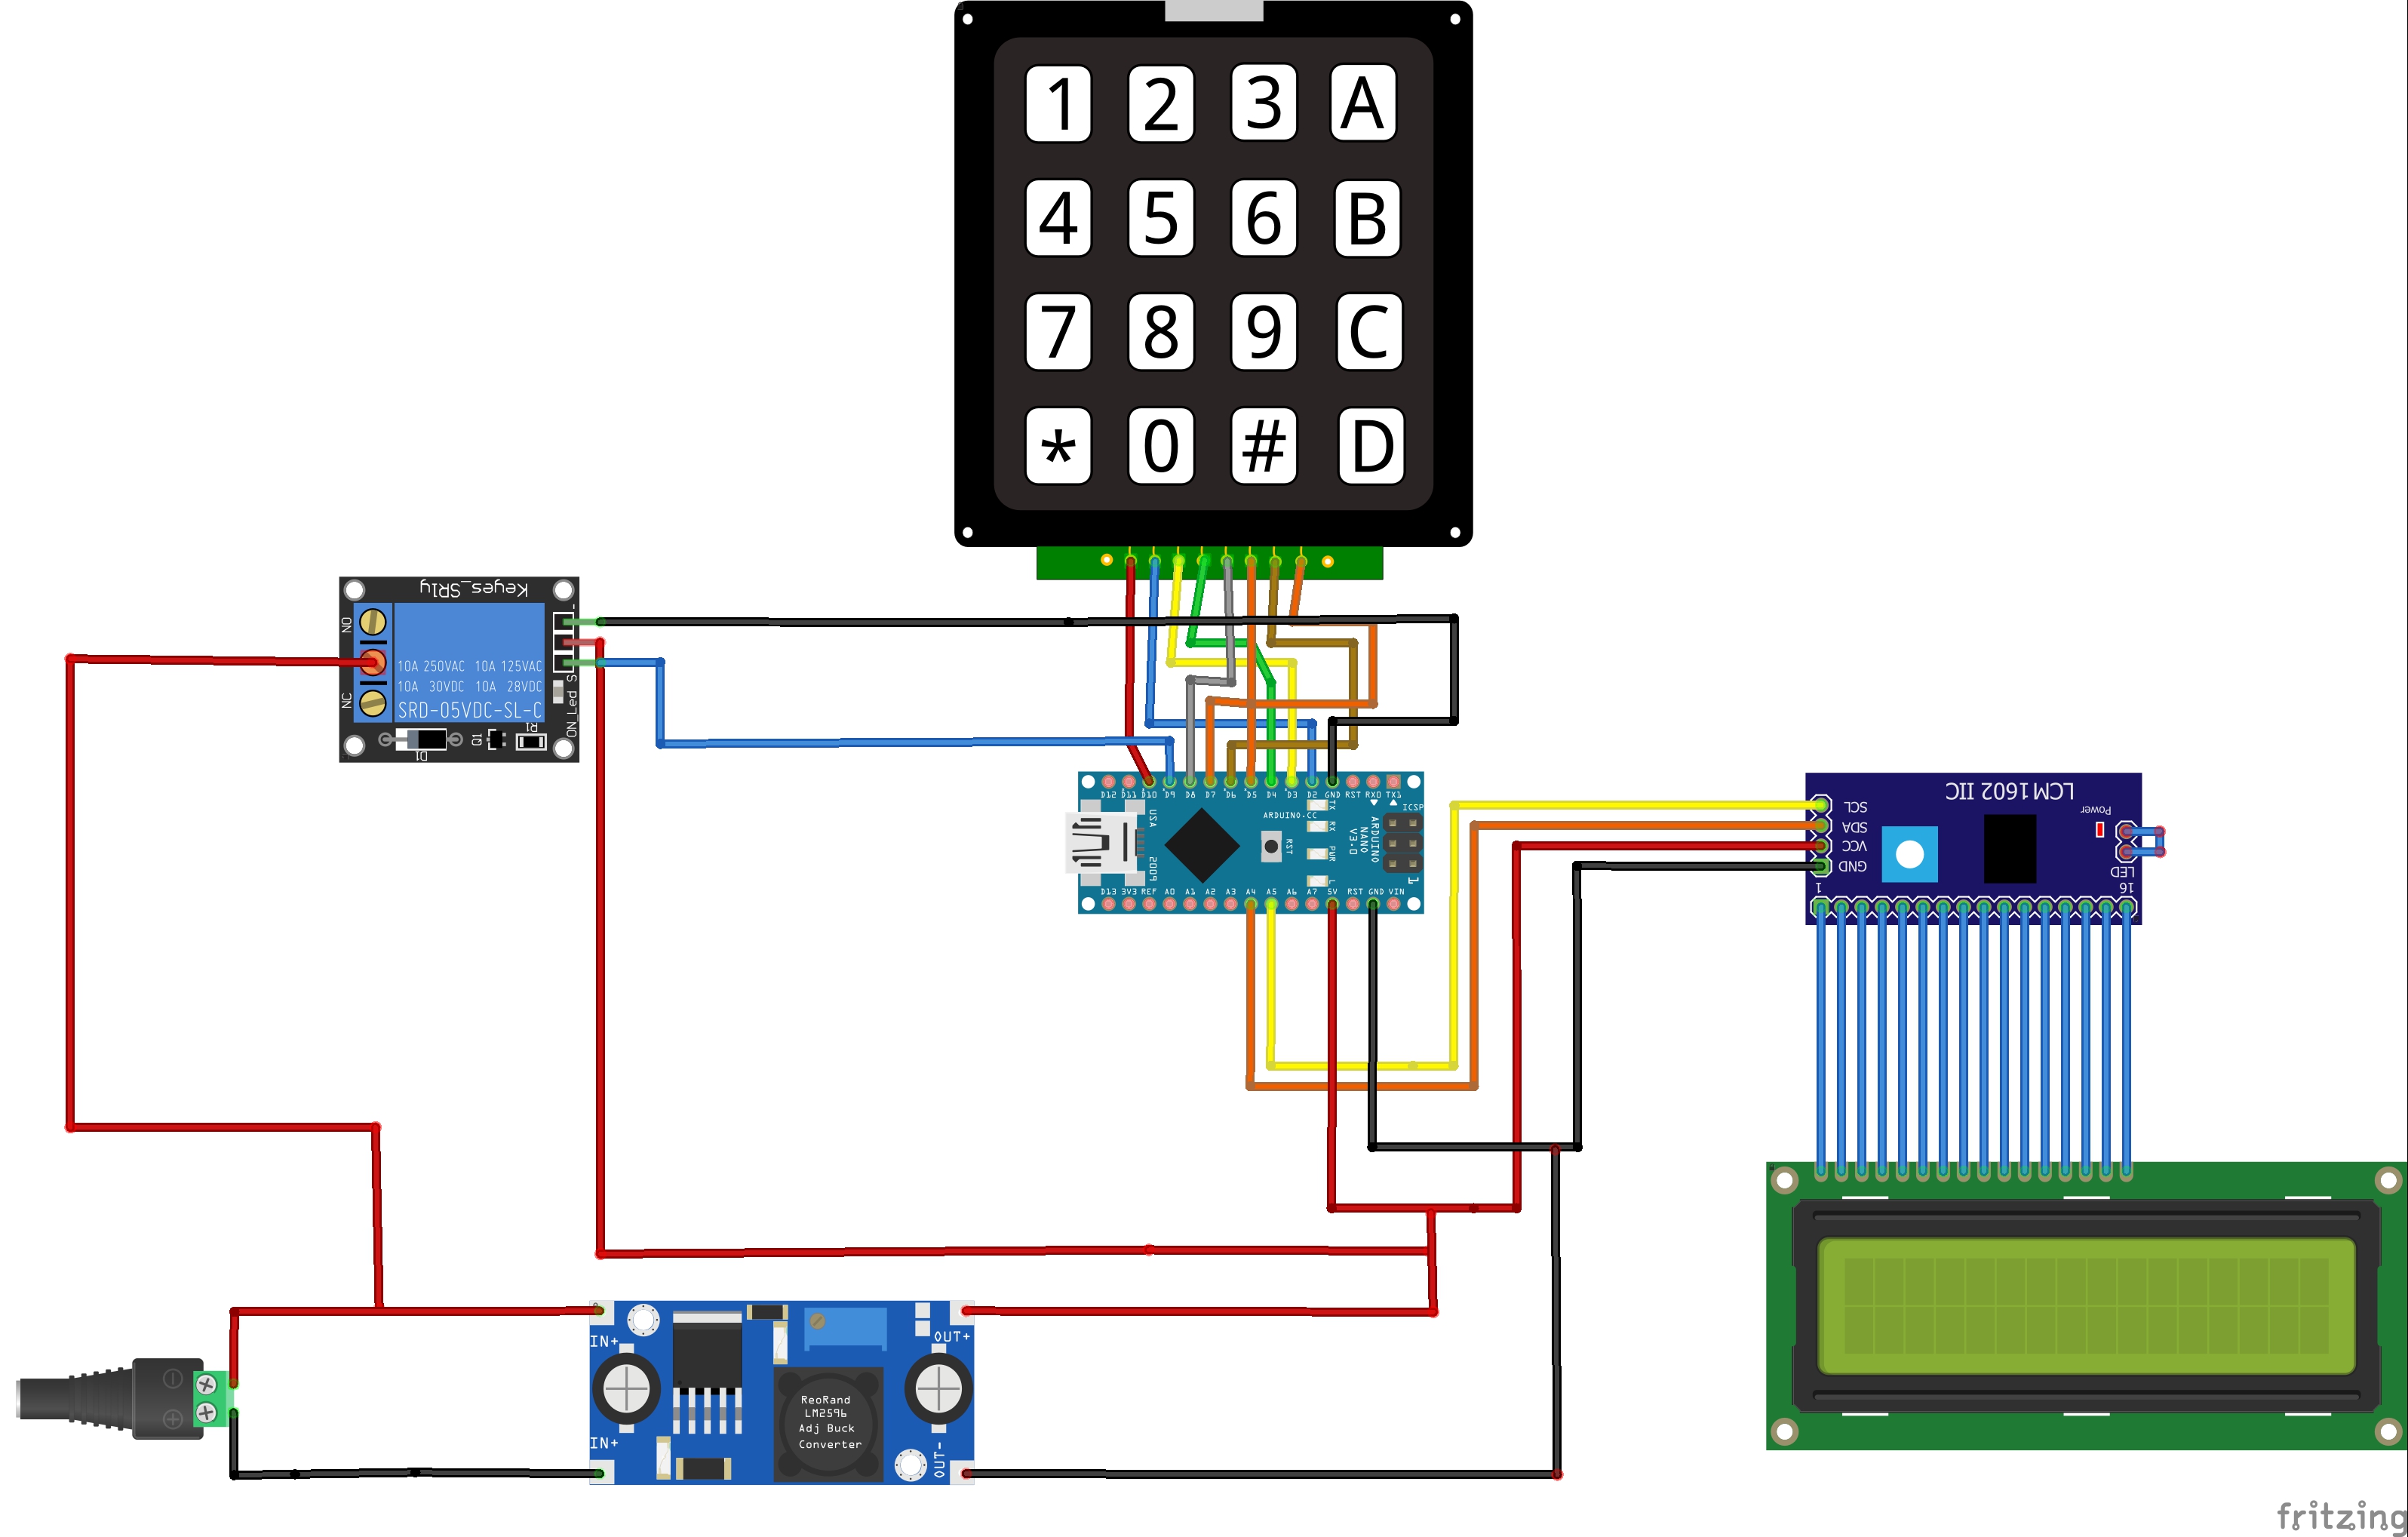 1 2 3 A
4 5 6 B
7 8 9 C
* 0 # D
Keyes_SR1y
NO
NC
10A 250VAC 10A 125VAC
10A 30VDC 10A 28VDC
SRD-05VDC-SL-C
-
S
ON_Led
R1
Q1
D1
D12 D11 D10 D9 D8 D7 D6 D5 D4 D3 D2 GND RST RX0 TX1
USA
ARDUINO.CC
TX
RX
PWR
L
RST
ARDUINO
NANO
V3.0
ICSP
1
D13 3V3 REF A0 A1 A2 A3 A4 A5 A6 A7 5V RST GND VIN
LCM1602 IIC
SCL
SDA
VCC
GND
Power
LED
1
16
IN+
IN+
OUT+
OUT-
ReoRand
LM2596
Adj Buck
Converter
fritzing